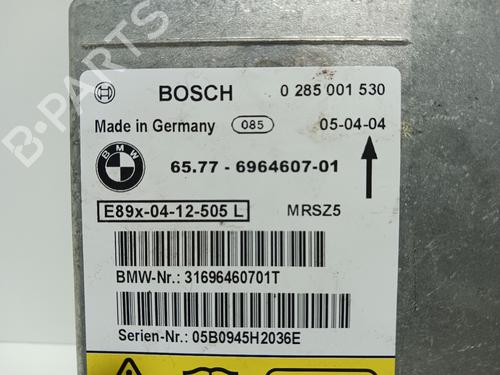 BOSCH 0 285 001 530
Made in Germany 085 05-04-04
BMW 65.77 - 6964607-01
E89x-04-12-505 L MRSZ5
BMW-Nr.: 31696460701T
Serien-Nr.: 05B0945H2036E
B-PARTS